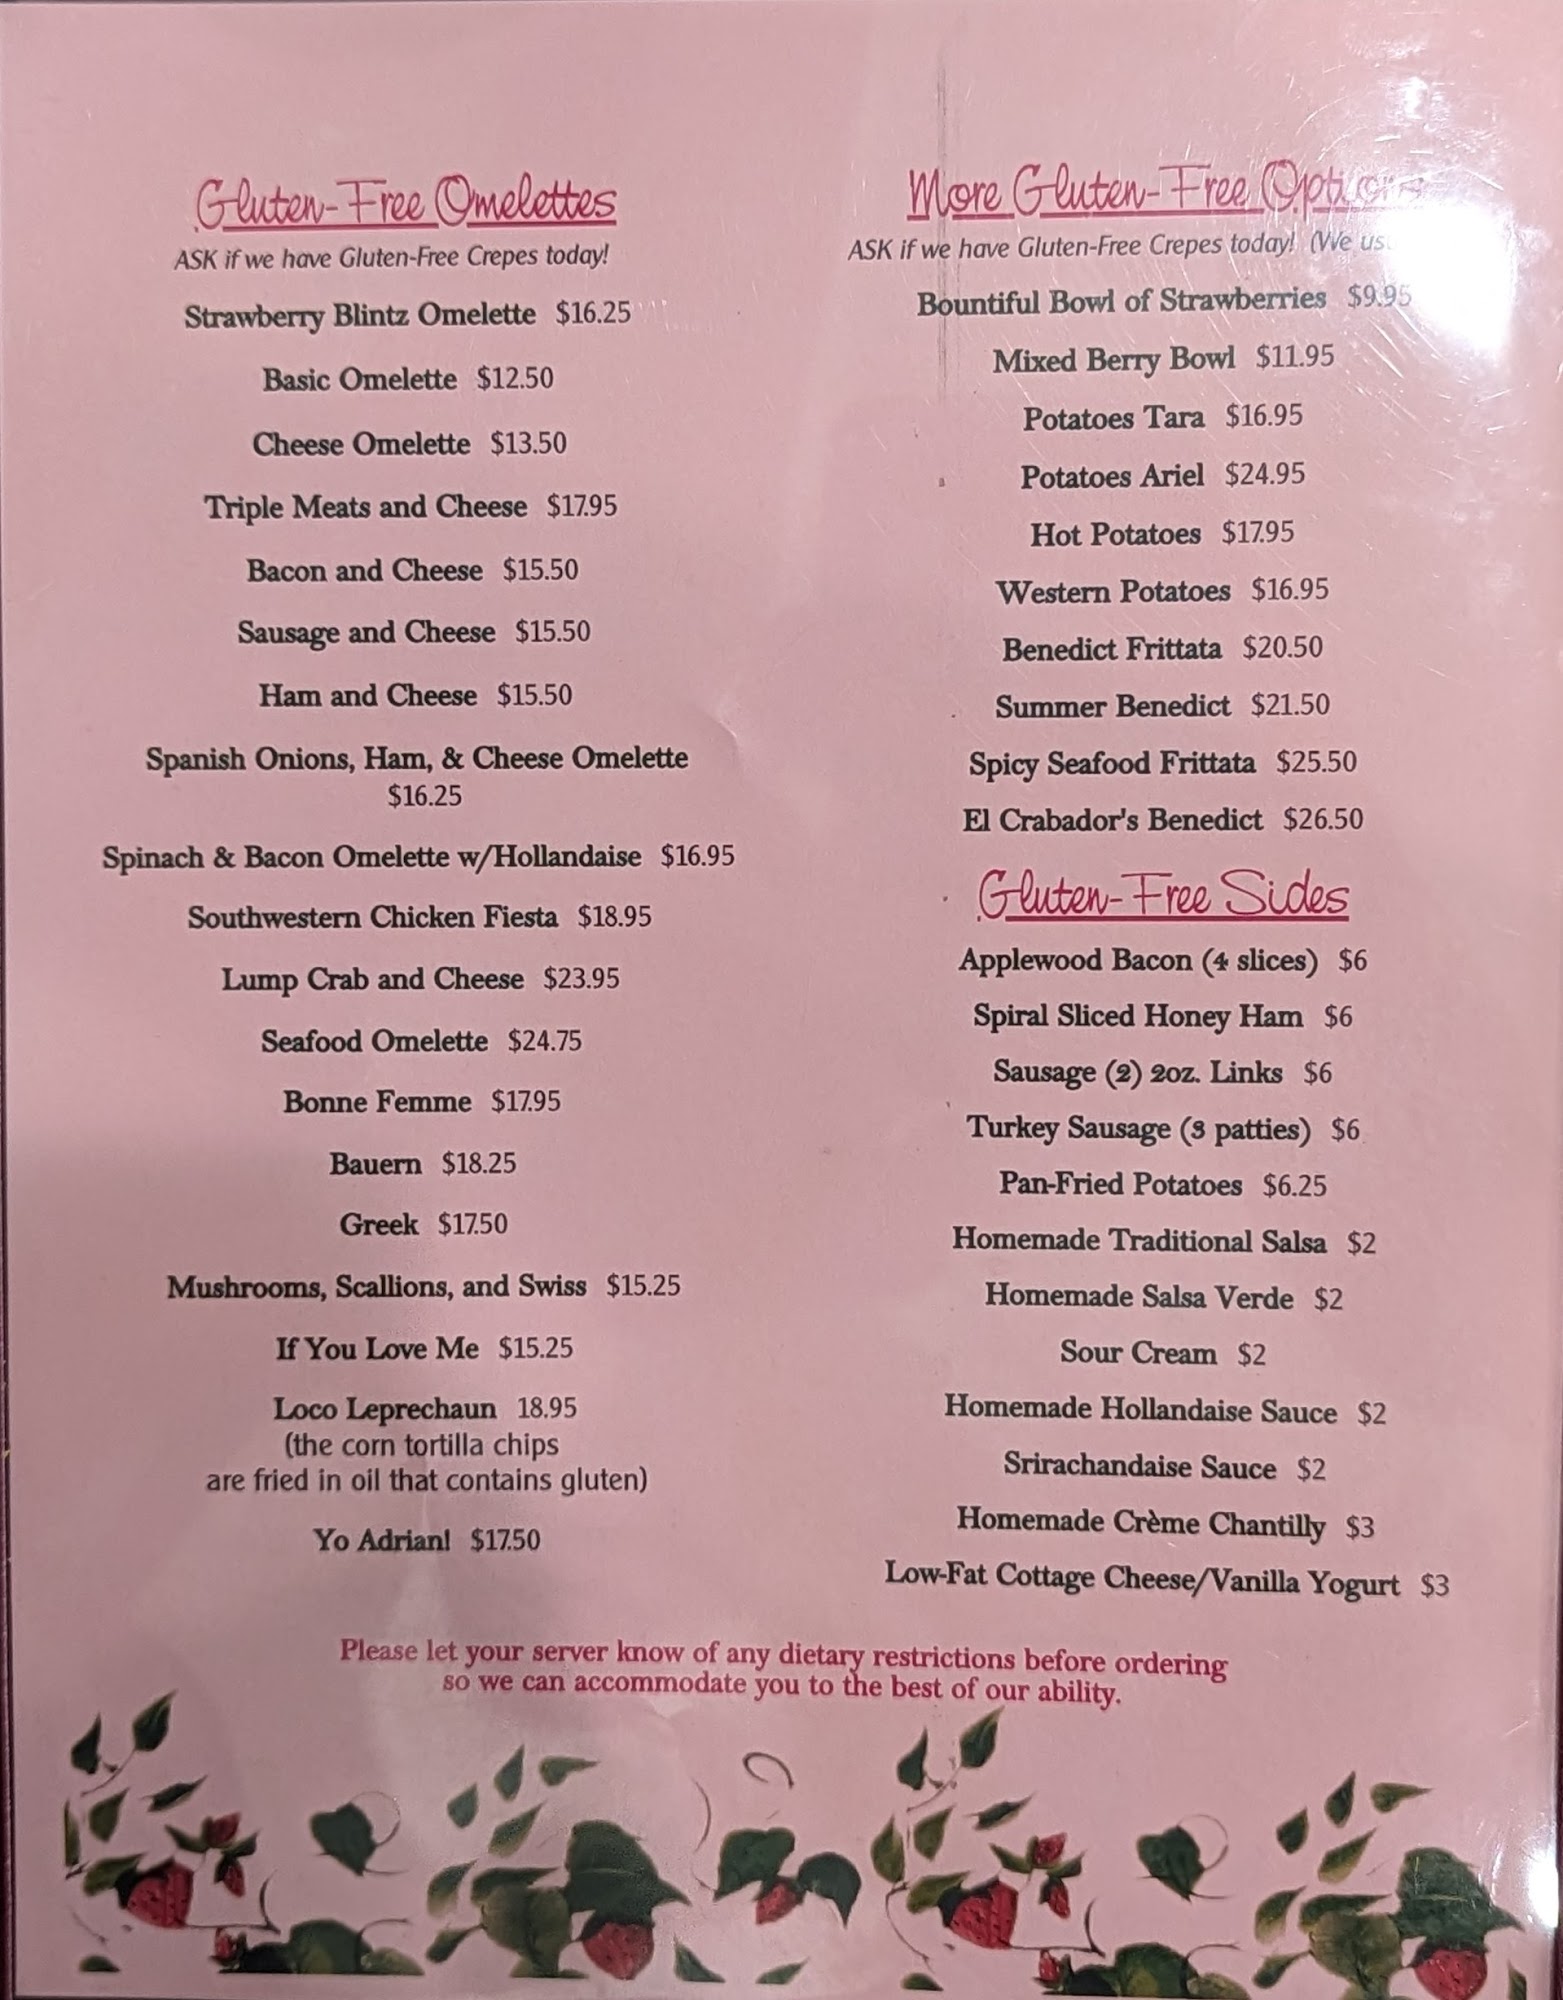 Gluten-Free Omelettes
ASK if we have Gluten-Free Crepes today!
Strawberry Blintz Omelette $16.25
Basic Omelette $12.50
Cheese Omelette $13.50
Triple Meats and Cheese $17.95
Bacon and Cheese $15.50
Sausage and Cheese $15.50
Ham and Cheese $15.50
Spanish Onions, Ham, & Cheese Omelette
$16.25
Spinach & Bacon Omelette w/Hollandaise $16.95
Southwestern Chicken Fiesta $18.95
Lump Crab and Cheese $23.95
Seafood Omelette $24.75
Bonne Femme $17.95
Bauern $18.25
Greek $17.50
Mushrooms, Scallions, and Swiss $15.25
If You Love Me $15.25
Loco Leprechaun 18.95
(the corn tortilla chips
are fried in oil that contains gluten)
Yo Adrian! $17.50
More Gluten-Free Options
ASK if we have Gluten-Free Crepes today! (We
Bountiful Bowl of Strawberries $9.95
Mixed Berry Bowl $11.95
Potatoes Tara $16.95
Potatoes Ariel $24.95
Hot Potatoes $17.95
Western Potatoes $16.95
Benedict Frittata $20.50
Summer Benedict $21.50
Spicy Seafood Frittata $25.50
El Crabador's Benedict $26.50
Gluten-Free Sides
Applewood Bacon (4 slices) $6
Spiral Sliced Honey Ham $6
Sausage (2) 2oz. Links $6
Turkey Sausage (3 patties) $6
Pan-Fried Potatoes $6.25
Homemade Traditional Salsa $2
Homemade Salsa Verde $2
Sour Cream $2
Homemade Hollandaise Sauce $2
Srirachandaise Sauce $2
Homemade Crème Chantilly $3
Low-Fat Cottage Cheese/Vanilla Yogurt $3
Please let your server know of any dietary restrictions before ordering
so we can accommodate you to the best of our ability.